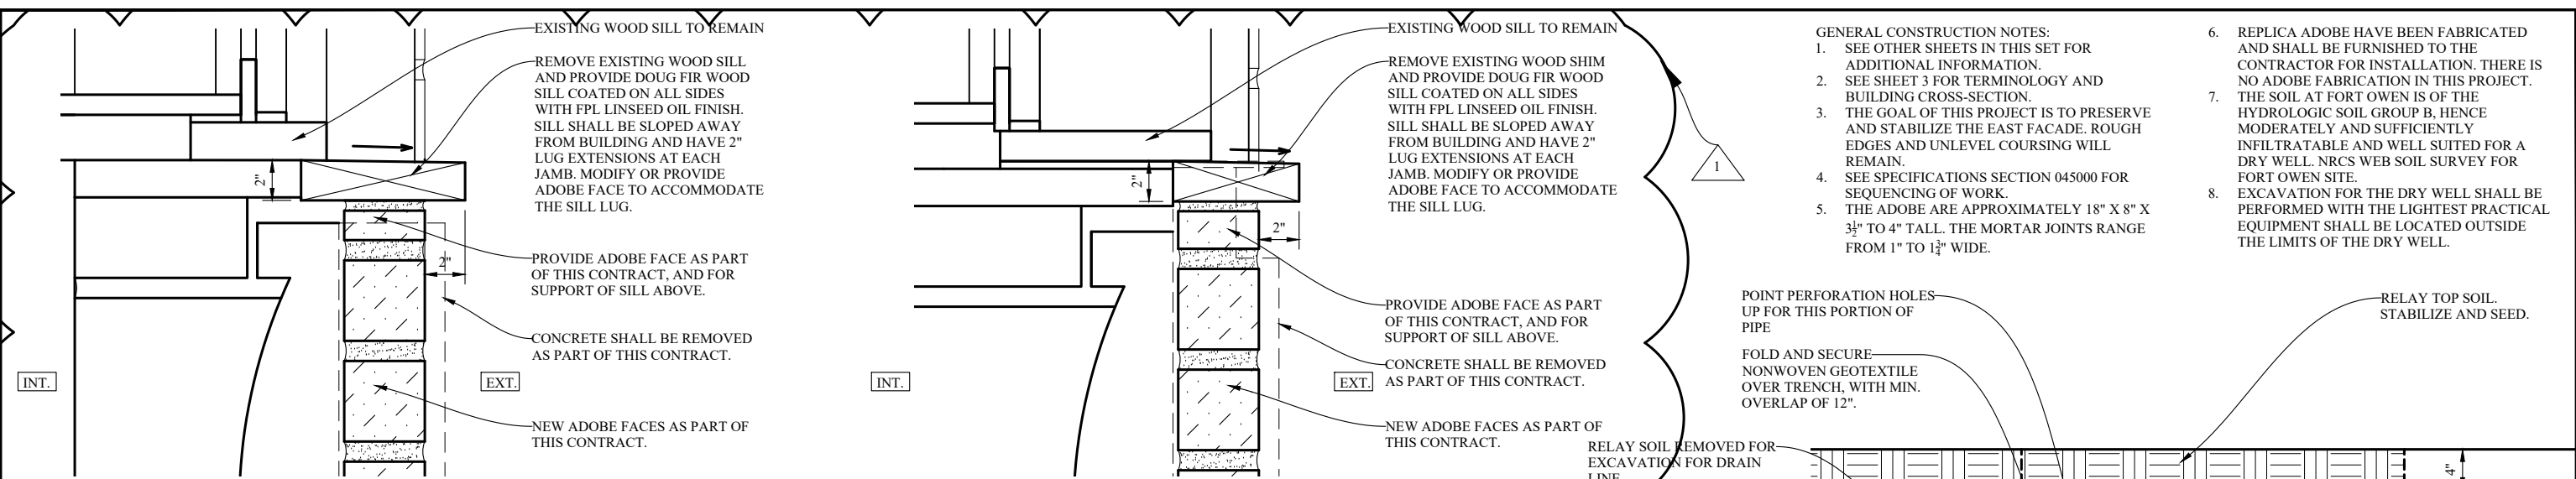 EXISTING WOOD SILL TO REMAIN
REMOVE EXISTING WOOD SILL
AND PROVIDE DOUG FIR WOOD
SILL COATED ON ALL SIDES
WITH FPL LINSEED OIL FINISH.
SILL SHALL BE SLOPED AWAY
FROM BUILDING AND HAVE 2"
LUG EXTENSIONS AT EACH
JAMB. MODIFY OR PROVIDE
ADOBE FACE TO ACCOMMODATE
THE SILL LUG.
2"
PROVIDE ADOBE FACE AS PART
OF THIS CONTRACT, AND FOR
SUPPORT OF SILL ABOVE.
2"
CONCRETE SHALL BE REMOVED
AS PART OF THIS CONTRACT.
INT.
EXT.
NEW ADOBE FACES AS PART OF
THIS CONTRACT.
EXISTING WOOD SILL TO REMAIN
REMOVE EXISTING WOOD SHIM
AND PROVIDE DOUG FIR WOOD
SILL COATED ON ALL SIDES
WITH FPL LINSEED OIL FINISH.
SILL SHALL BE SLOPED AWAY
FROM BUILDING AND HAVE 2"
LUG EXTENSIONS AT EACH
JAMB. MODIFY OR PROVIDE
ADOBE FACE TO ACCOMMODATE
THE SILL LUG.
2"
2"
PROVIDE ADOBE FACE AS PART
OF THIS CONTRACT, AND FOR
SUPPORT OF SILL ABOVE.
CONCRETE SHALL BE REMOVED
AS PART OF THIS CONTRACT.
INT.
EXT.
NEW ADOBE FACES AS PART OF
THIS CONTRACT.
1
GENERAL CONSTRUCTION NOTES:
1. SEE OTHER SHEETS IN THIS SET FOR
ADDITIONAL INFORMATION.
2. SEE SHEET 3 FOR TERMINOLOGY AND
BUILDING CROSS-SECTION.
3. THE GOAL OF THIS PROJECT IS TO PRESERVE
AND STABILIZE THE EAST FACADE. ROUGH
EDGES AND UNLEVEL COURSING WILL
REMAIN.
4. SEE SPECIFICATIONS SECTION 045000 FOR
SEQUENCING OF WORK.
5. THE ADOBE ARE APPROXIMATELY 18" X 8" X
3½" TO 4" TALL. THE MORTAR JOINTS RANGE
FROM 1" TO 1¾" WIDE.
6. REPLICA ADOBE HAVE BEEN FABRICATED
AND SHALL BE FURNISHED TO THE
CONTRACTOR FOR INSTALLATION. THERE IS
NO ADOBE FABRICATION IN THIS PROJECT.
7. THE SOIL AT FORT OWEN IS OF THE
HYDROLOGIC SOIL GROUP B, HENCE
MODERATELY AND SUFFICIENTLY
INFILTRATABLE AND WELL SUITED FOR A
DRY WELL. NRCS WEB SOIL SURVEY FOR
FORT OWEN SITE.
8. EXCAVATION FOR THE DRY WELL SHALL BE
PERFORMED WITH THE LIGHTEST PRACTICAL
EQUIPMENT SHALL BE LOCATED OUTSIDE
THE LIMITS OF THE DRY WELL.
POINT PERFORATION HOLES
UP FOR THIS PORTION OF
PIPE
FOLD AND SECURE
NONWOVEN GEOTEXTILE
OVER TRENCH, WITH MIN.
OVERLAP OF 12".
RELAY SOIL REMOVED FOR
EXCAVATION FOR DRAIN
LINE
RELAY TOP SOIL.
STABILIZE AND SEED.
4"